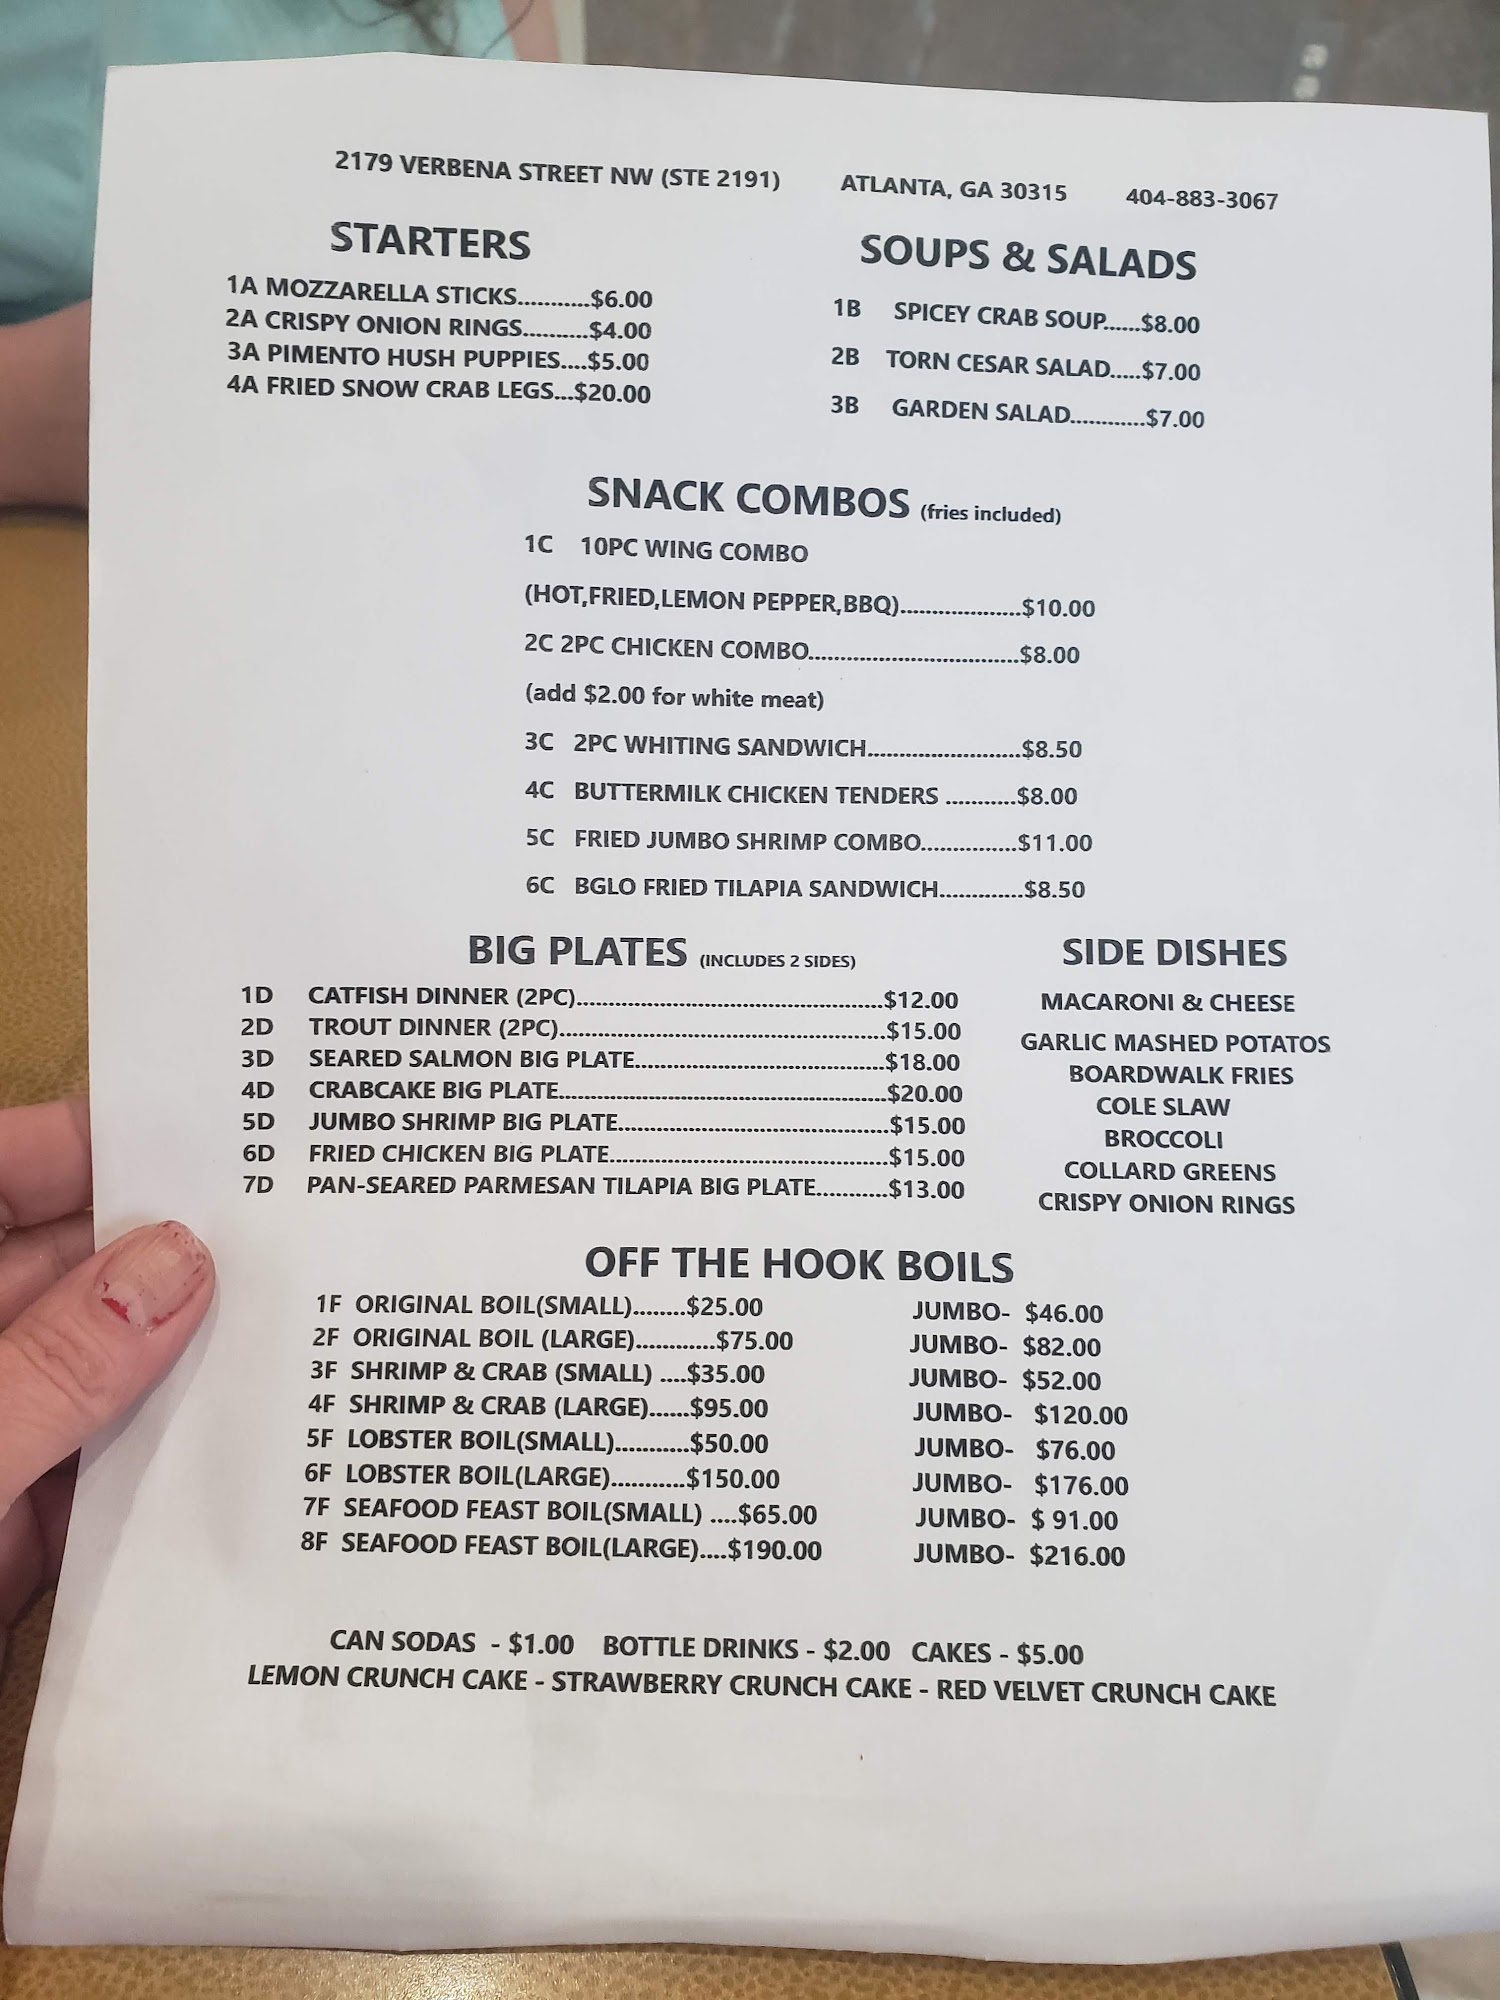 2179 VERBENA STREET NW (STE 2191) ATLANTA, GA 30315 404-883-3067
STARTERS
1A MOZZARELLA STICKS...........$6.00
2A CRISPY ONION RINGS..........$4.00
3A PIMENTO HUSH PUPPIES....$5.00
4A FRIED SNOW CRAB LEGS...$20.00
SOUPS & SALADS
1B SPICEY CRAB SOUP......$8.00
2B TORN CESAR SALAD.....$7.00
3B GARDEN SALAD............$7.00
SNACK COMBOS (fries included)
1C 10PC WING COMBO
(HOT,FRIED,LEMON PEPPER,BBQ)...................$10.00
2C 2PC CHICKEN COMBO.................................$8.00
(add $2.00 for white meat)
3C 2PC WHITING SANDWICH........................$8.50
4C BUTTERMILK CHICKEN TENDERS ...........$8.00
5C FRIED JUMBO SHRIMP COMBO...............$11.00
6C BGLO FRIED TILAPIA SANDWICH.............$8.50
BIG PLATES (INCLUDES 2 SIDES)
1D CATFISH DINNER (2PC)...............................................$12.00
2D TROUT DINNER (2PC)..................................................$15.00
3D SEARED SALMON BIG PLATE......................................$18.00
4D CRABCAKE BIG PLATE..................................................$20.00
5D JUMBO SHRIMP BIG PLATE.........................................$15.00
6D FRIED CHICKEN BIG PLATE..........................................$15.00
7D PAN-SEARED PARMESAN TILAPIA BIG PLATE...........$13.00
SIDE DISHES
MACARONI & CHEESE
GARLIC MASHED POTATOS
BOARDWALK FRIES
COLE SLAW
BROCCOLI
COLLARD GREENS
CRISPY ONION RINGS
OFF THE HOOK BOILS
1F ORIGINAL BOIL(SMALL)........$25.00 JUMBO- $46.00
2F ORIGINAL BOIL (LARGE)............$75.00 JUMBO- $82.00
3F SHRIMP & CRAB (SMALL) ....$35.00 JUMBO- $52.00
4F SHRIMP & CRAB (LARGE)......$95.00 JUMBO- $120.00
5F LOBSTER BOIL(SMALL)...........$50.00 JUMBO- $76.00
6F LOBSTER BOIL(LARGE)...........$150.00 JUMBO- $176.00
7F SEAFOOD FEAST BOIL(SMALL) ....$65.00 JUMBO- $ 91.00
8F SEAFOOD FEAST BOIL(LARGE)....$190.00 JUMBO- $216.00
CAN SODAS - $1.00 BOTTLE DRINKS - $2.00 CAKES - $5.00
LEMON CRUNCH CAKE - STRAWBERRY CRUNCH CAKE - RED VELVET CRUNCH CAKE